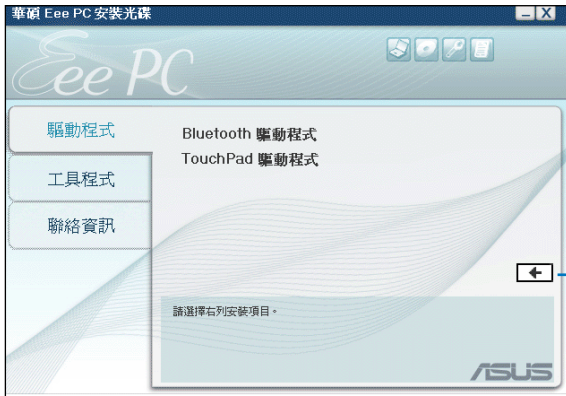 華碩 Eee PC 安裝光碟
Eee PC
驅動程式
工具程式
聯絡資訊
Bluetooth 驅動程式
TouchPad 驅動程式
請選擇右列安裝項目。
ASUS